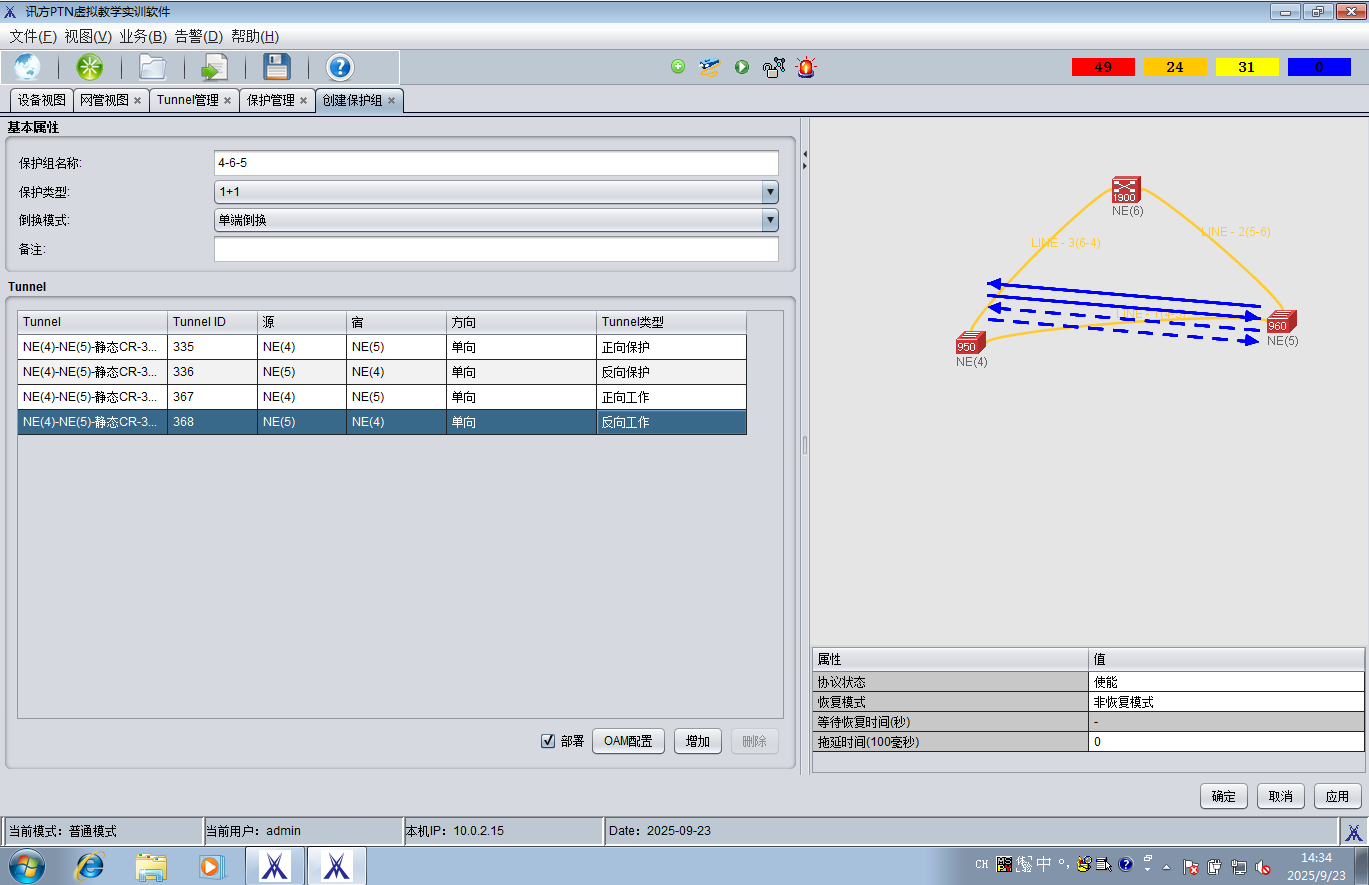 讯方PTN虚拟教学实训软件
文件(F) 视图(V) 业务(B) 告警(D) 帮助(H)
49 24 31 0
设备视图 网管视图 Tunnel管理 保护管理 创建保护组
基本属性
保护组名称: 4-6-5
保护类型: 1+1
倒换模式: 单端倒换
备注:
Tunnel
Tunnel Tunnel ID 源 宿 方向 Tunnel类型
NE(4)-NE(5)-静态CR-3... 335 NE(4) NE(5) 单向 正向保护
NE(4)-NE(5)-静态CR-3... 336 NE(5) NE(4) 单向 反向保护
NE(4)-NE(5)-静态CR-3... 367 NE(4) NE(5) 单向 正向工作
NE(4)-NE(5)-静态CR-3... 368 NE(5) NE(4) 单向 反向工作
部署 OAM配置 增加 删除
1900
NE(6)
LINE - 3(6-4)
LINE - 2(5-6)
960
NE(5)
950
NE(4)
属性 值
协议状态 使能
恢复模式 非恢复模式
等待恢复时间(秒) -
拖延时间(100毫秒) 0
确定 取消 应用
当前模式：普通模式 当前用户：admin 本机IP：10.0.2.15 Date：2025-09-23
CH 中 14:34
2025/9/23